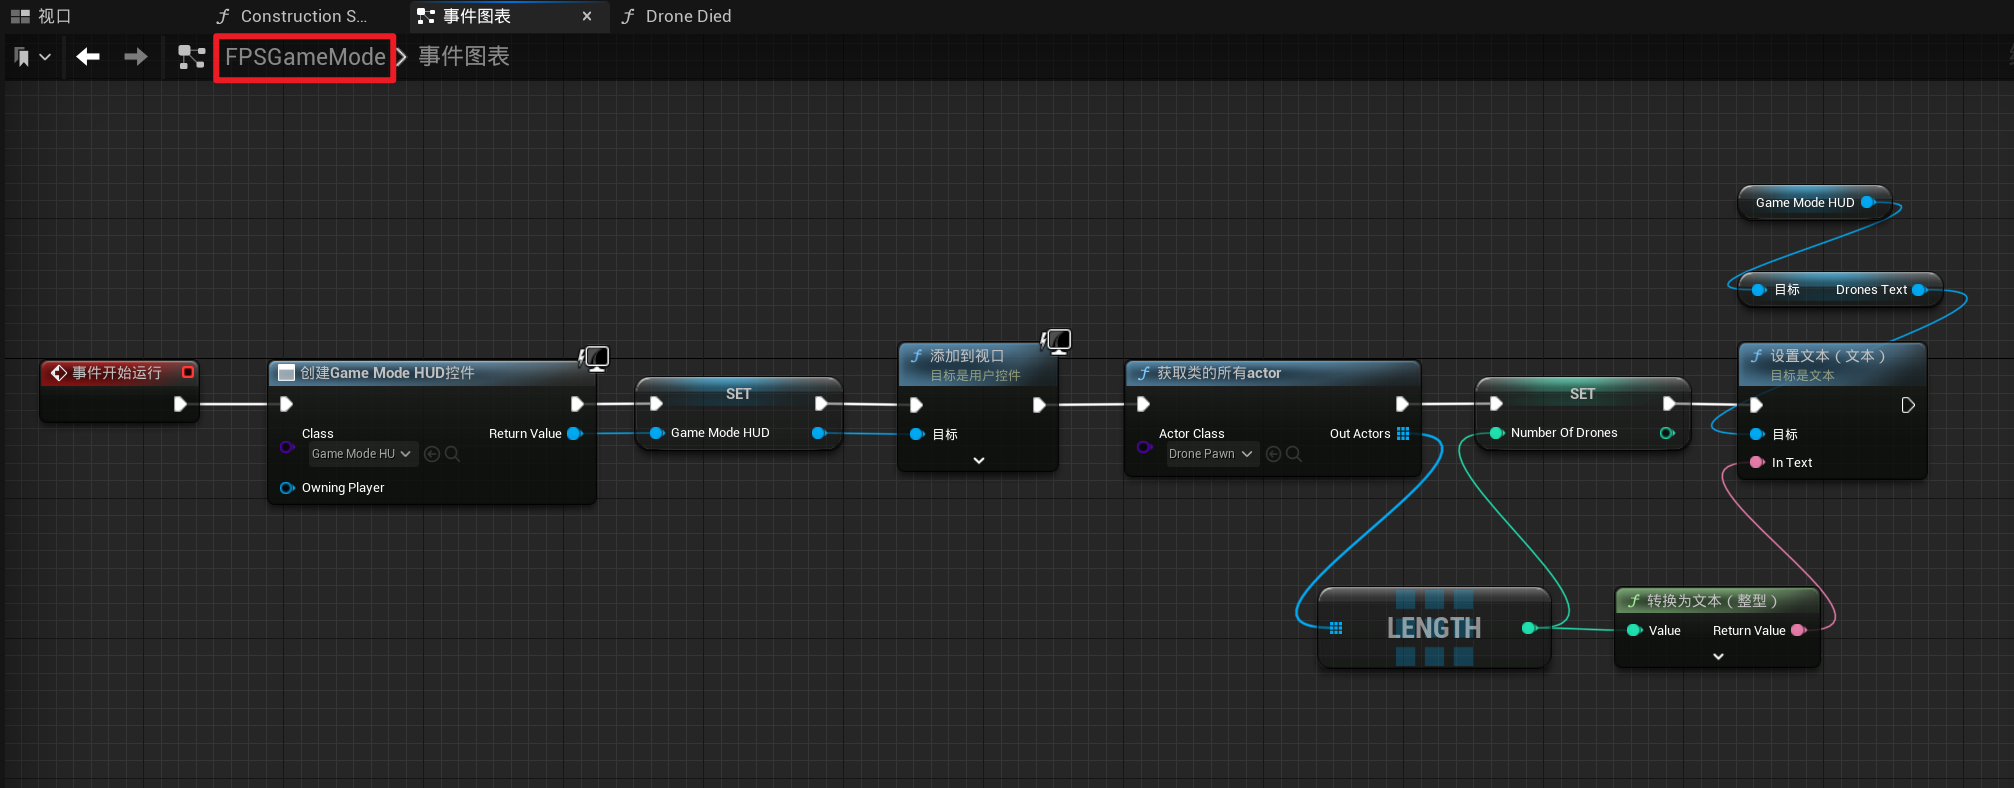 视口
Construction S...
事件图表
Drone Died
FPSGameMode
事件图表
Game Mode HUD
目标
Drones Text
事件开始运行
创建Game Mode HUD控件
Class
Game Mode HU
Return Value
Owning Player
SET
Game Mode HUD
添加到视口
目标是用户控件
目标
获取类的所有actor
Actor Class
Drone Pawn
Out Actors
SET
Number Of Drones
设置文本（文本）
目标是文本
目标
In Text
LENGTH
转换为文本（整型）
Value
Return Value